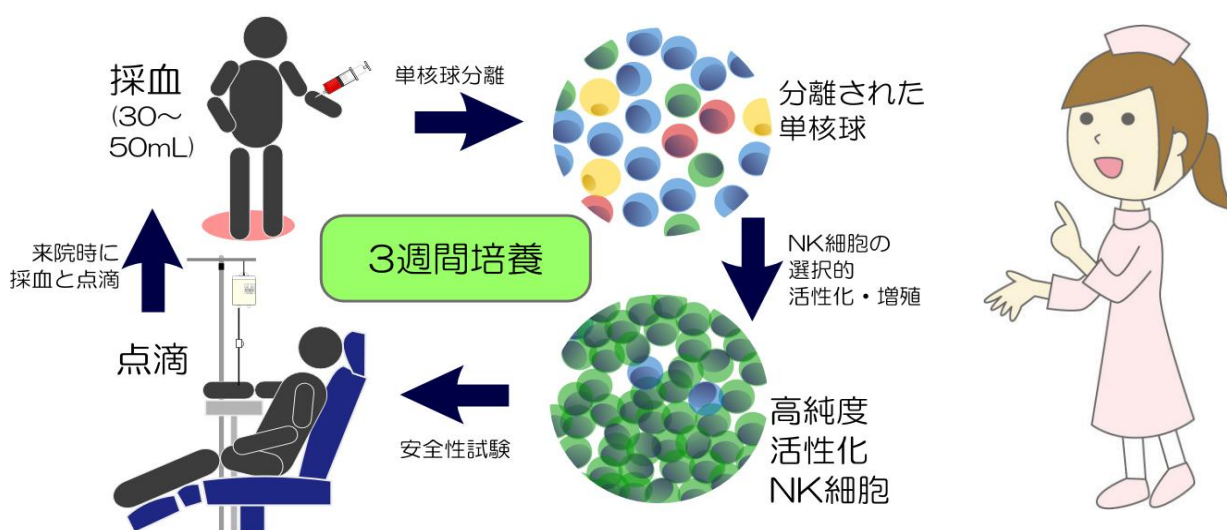 採血
(30～
50mL)
単核球分離
分離された
単核球
3週間培養
NK細胞の
選択的
活性化・増殖
高純度
活性化
NK細胞
安全性試験
点滴
来院時に
採血と点滴